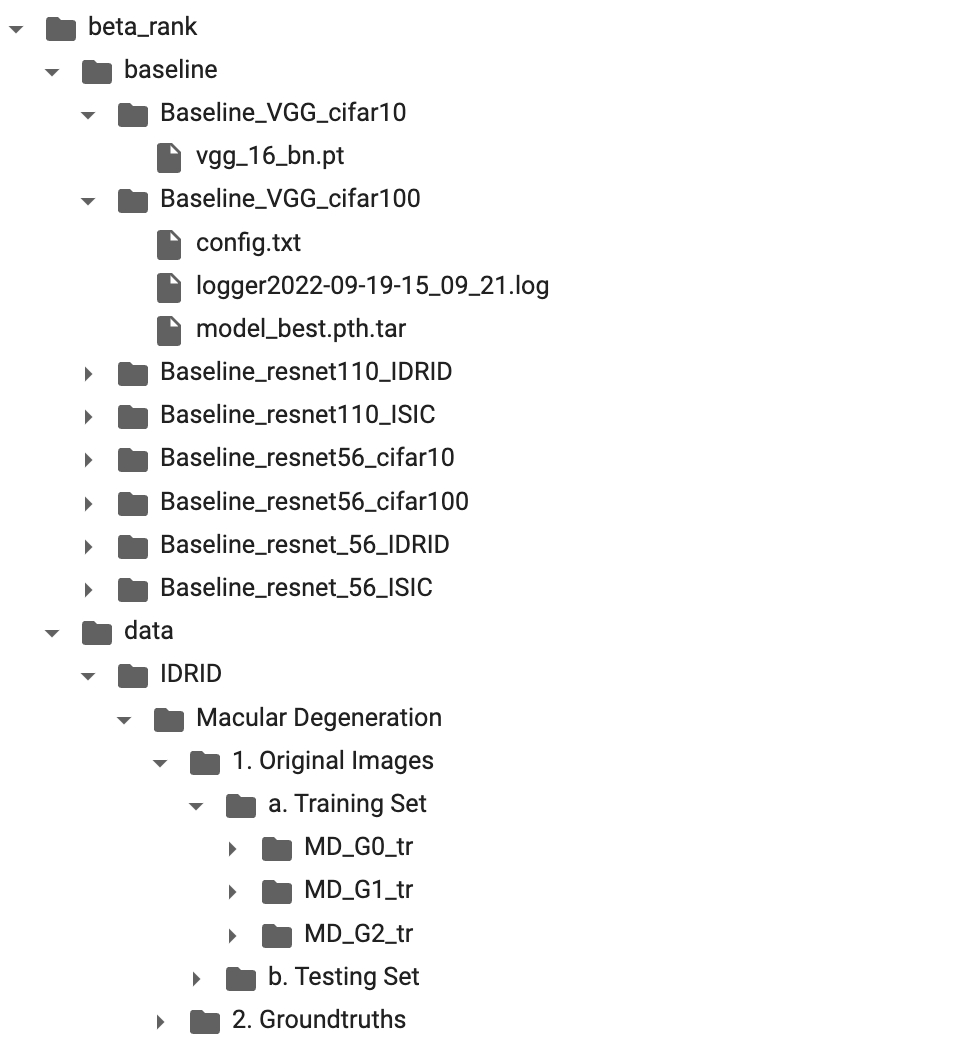 beta_rank
baseline
Baseline_VGG_cifar10
vgg_16_bn.pt
Baseline_VGG_cifar100
config.txt
logger2022-09-19-15_09_21.log
model_best.pth.tar
Baseline_resnet110_IDRID
Baseline_resnet110_ISIC
Baseline_resnet56_cifar10
Baseline_resnet56_cifar100
Baseline_resnet_56_IDRID
Baseline_resnet_56_ISIC
data
IDRID
Macular Degeneration
1. Original Images
a. Training Set
MD_G0_tr
MD_G1_tr
MD_G2_tr
b. Testing Set
2. Groundtruths